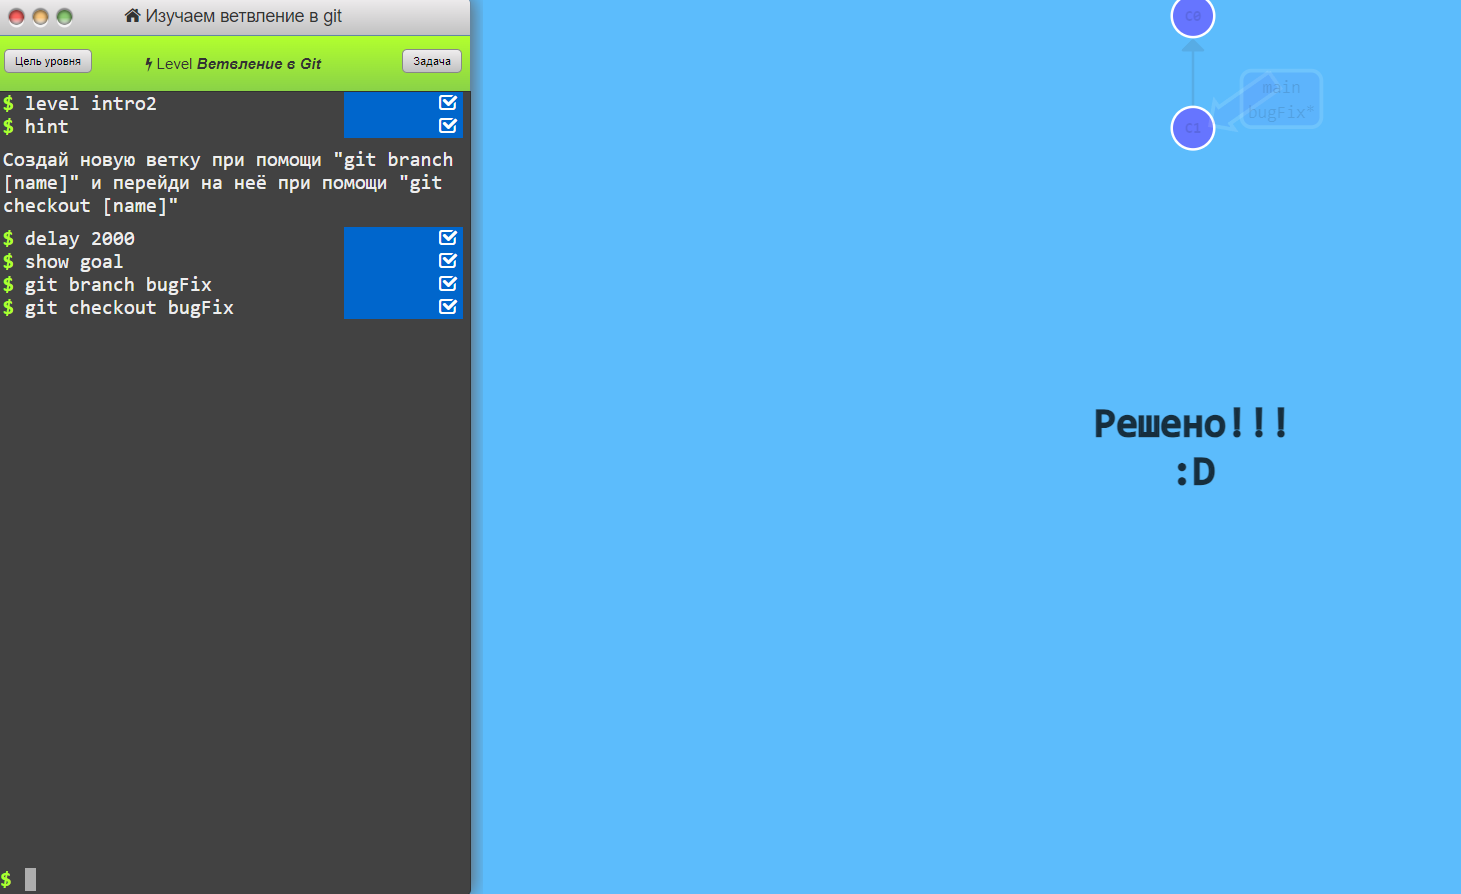 Изучаем ветвление в git
Цель уровня
Level Ветвление в Git
Задача
$ level intro2
$ hint
Создай новую ветку при помощи "git branch
[name]" и перейди на неё при помощи "git
checkout [name]"
$ delay 2000
$ show goal
$ git branch bugFix
$ git checkout bugFix
$
c0
c1
main
bugFix*
Решено!!!
:D